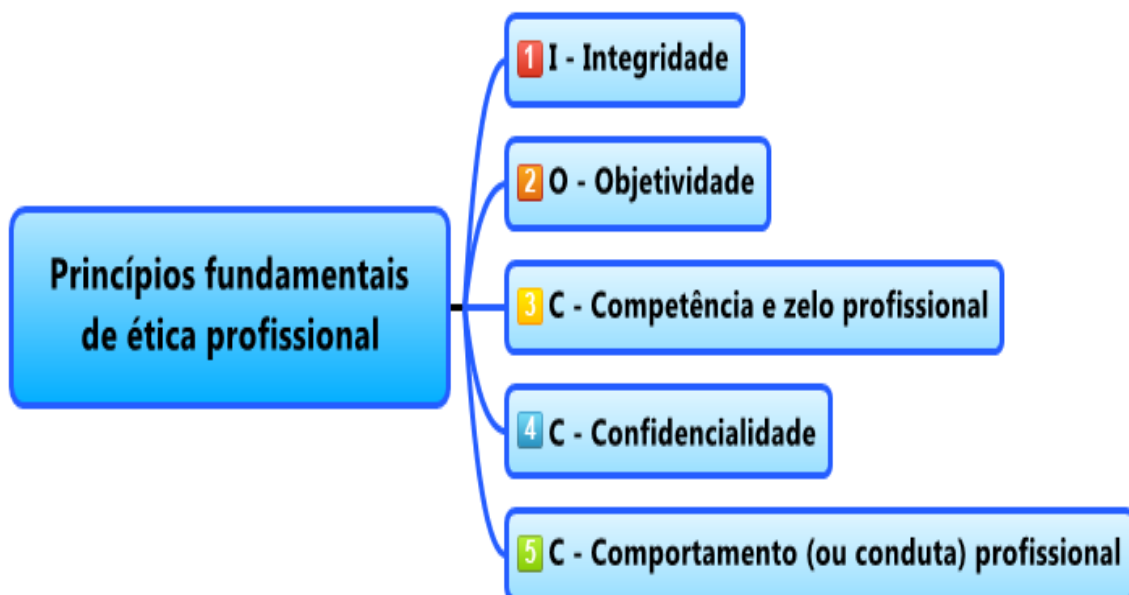 1 I - Integridade
2 O - Objetividade
Princípios fundamentais
de ética profissional
3 C - Competência e zelo profissional
4 C - Confidencialidade
5 C - Comportamento (ou conduta) profissional